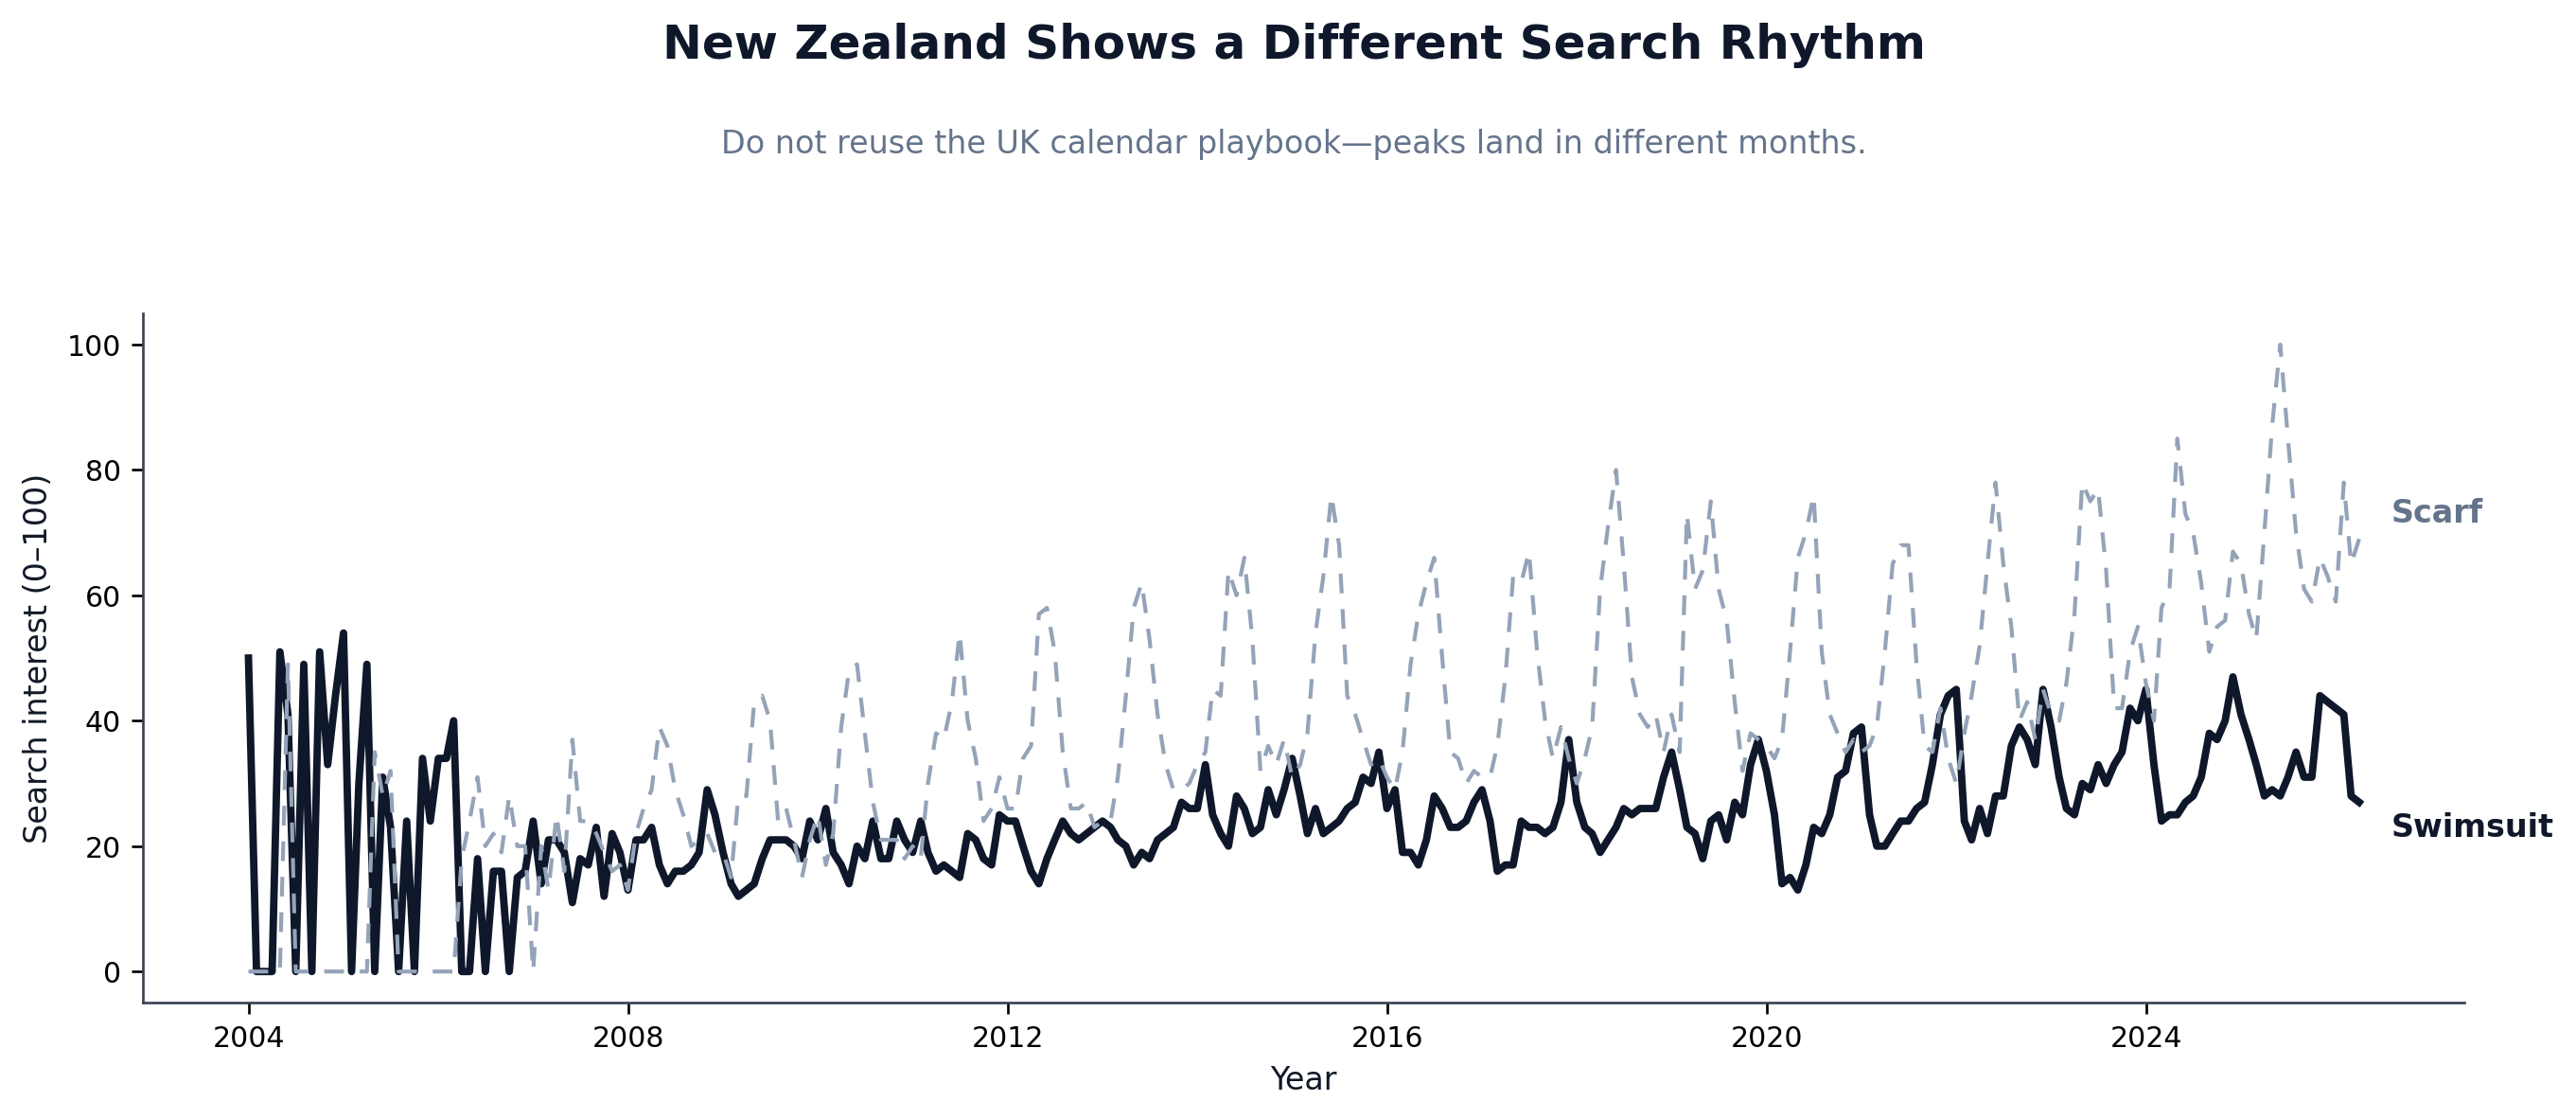 New Zealand Shows a Different Search Rhythm
Do not reuse the UK calendar playbook—peaks land in different months.
Search interest (0–100)
100
80
60
40
20
0
Scarf
Swimsuit
2004
2008
2012
2016
2020
2024
Year